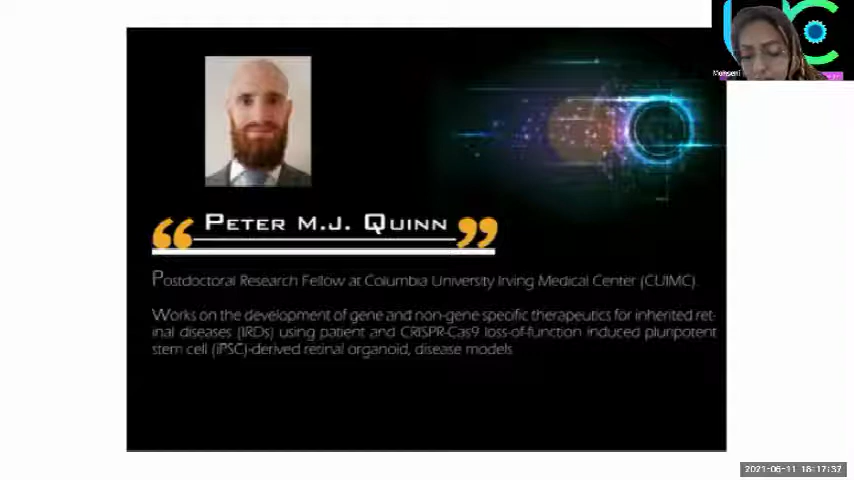 Monseni
“ PETER M.J. QUINN ”
Postdoctoral Research Fellow at Columbia University Irving Medical Center (CUIMC).
Works on the development of gene and non-gene specific therapeutics for inherited ret-
inal diseases (IRDs) using patient and CRISPR-Cas9 loss-of-function induced pluripotent
stem cell (iPSC)-derived retinal organoid, disease models
2021-06-11 18:17:37